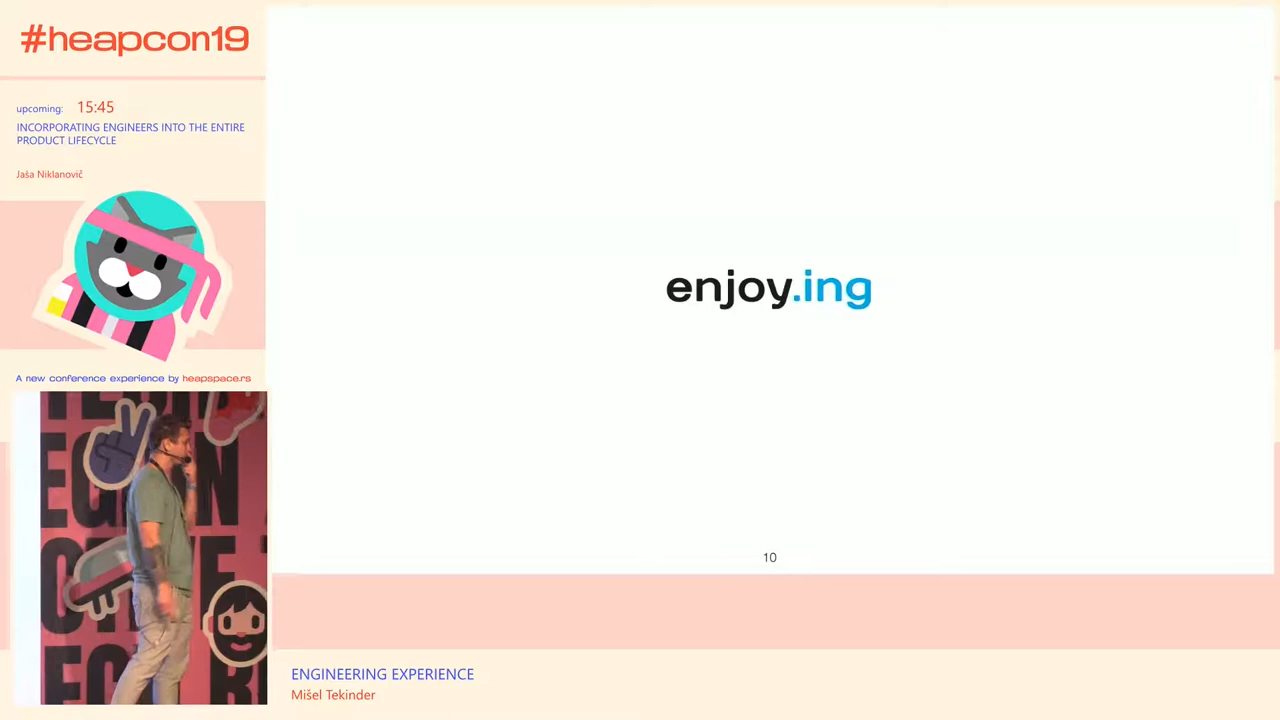 #heapcon19
upcoming: 15:45
INCORPORATING ENGINEERS INTO THE ENTIRE
PRODUCT LIFECYCLE
Jaša Niklanovič
A new conference experience by heapspace.rs
enjoy.ing
10
ENGINEERING EXPERIENCE
Mišel Tekinder